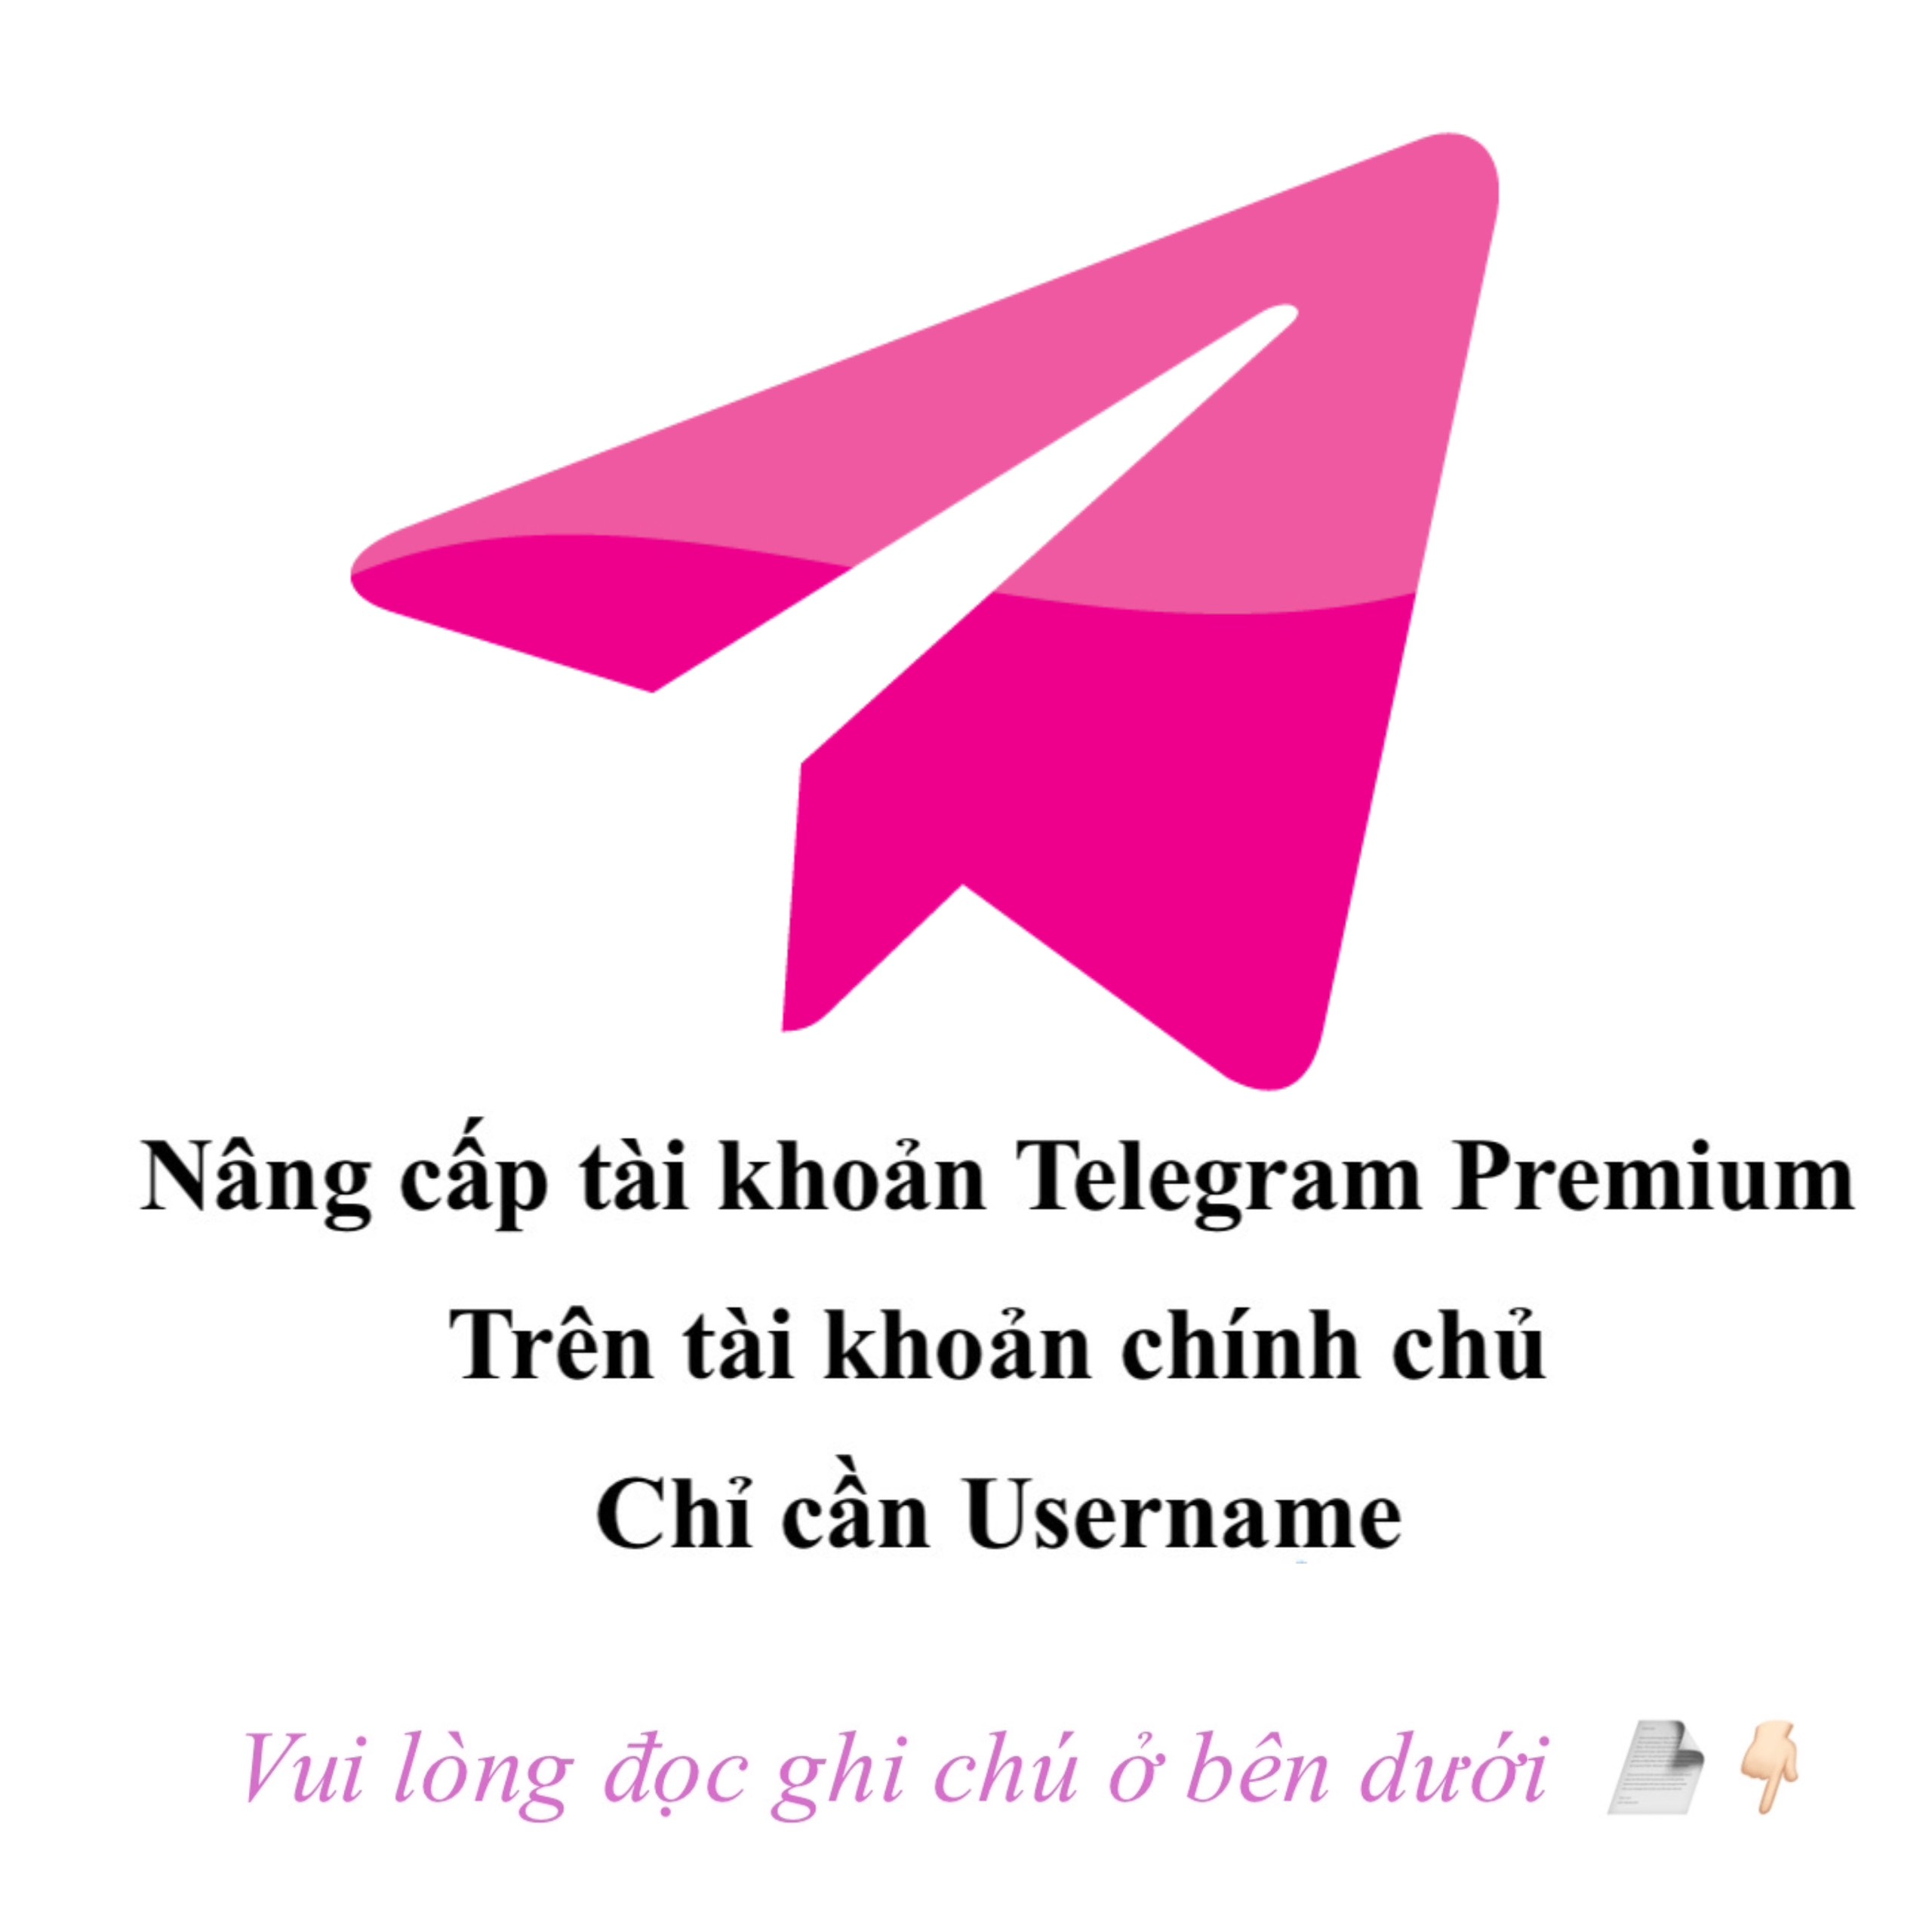 Nâng cấp tài khoản Telegram Premium
Trên tài khoản chính chủ
Chỉ cần Username
Vui lòng đọc ghi chú ở bên dưới